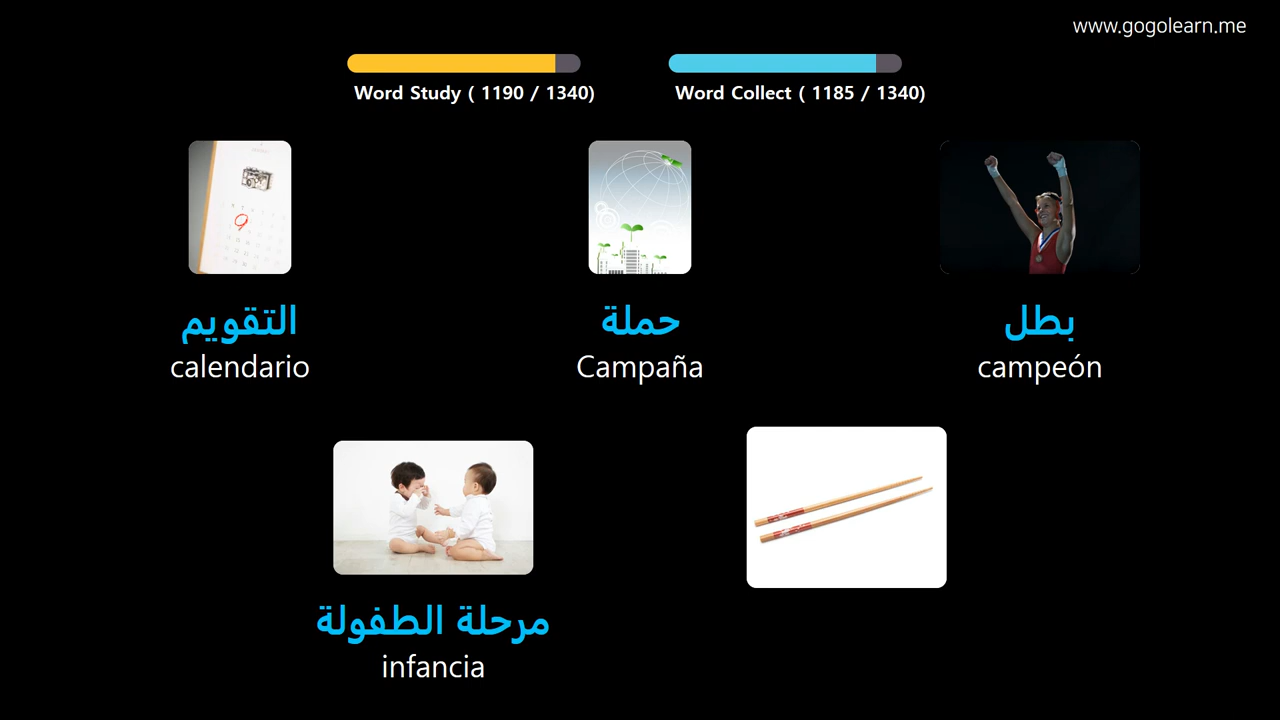 www.gogolearn.me
Word Study ( 1190 / 1340)
Word Collect ( 1185 / 1340)
التقويم
calendario
حملة
Campaña
بطل
campeón
مرحلة الطفولة
infancia